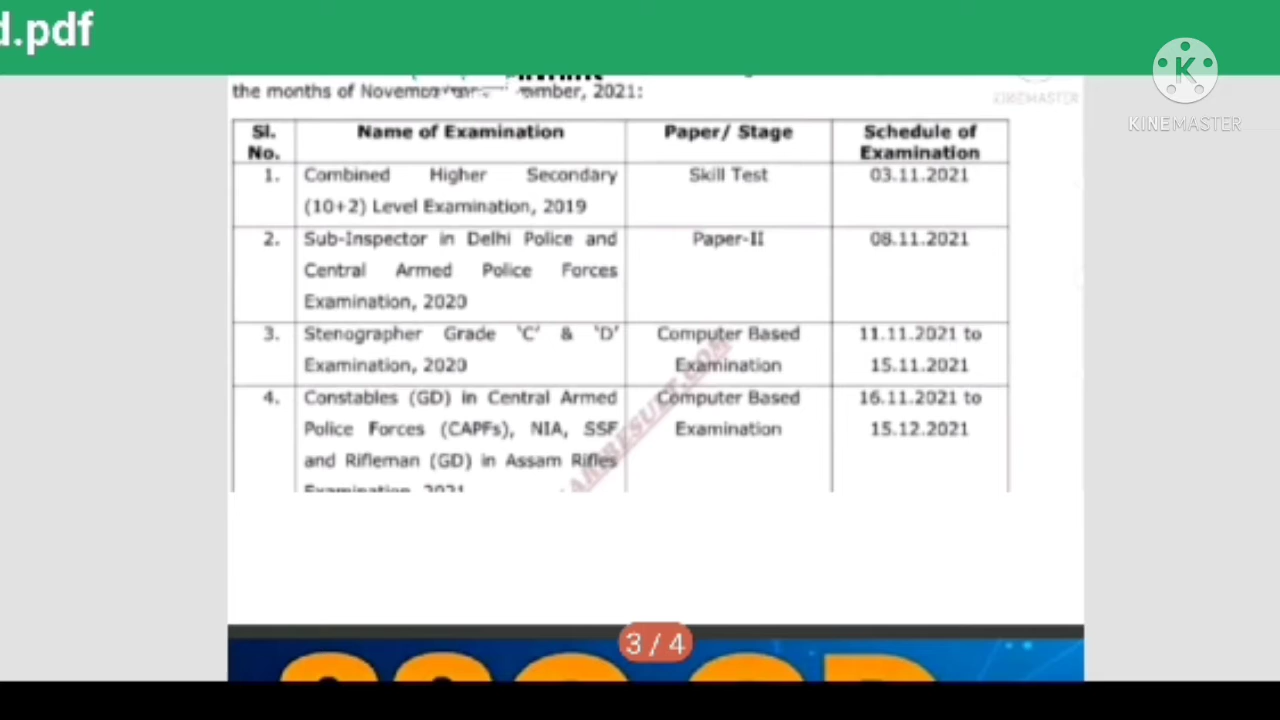 d.pdf
KINEMASTER
the months of November, 2021:
KINEMASTER
Sl. No. Name of Examination Paper/ Stage Schedule of Examination
1. Combined Higher Secondary Skill Test 03.11.2021
(10+2) Level Examination, 2019
2. Sub-Inspector in Delhi Police and Paper-II 08.11.2021
Central Armed Police Forces
Examination, 2020
3. Stenographer Grade 'C' & 'D' Computer Based 11.11.2021 to
Examination, 2020 Examination 15.11.2021
4. Constables (GD) in Central Armed Computer Based 16.11.2021 to
Police Forces (CAPFs), NIA, SSF Examination 15.12.2021
and Rifleman (GD) in Assam Rifles
Examination, 2021
3 / 4